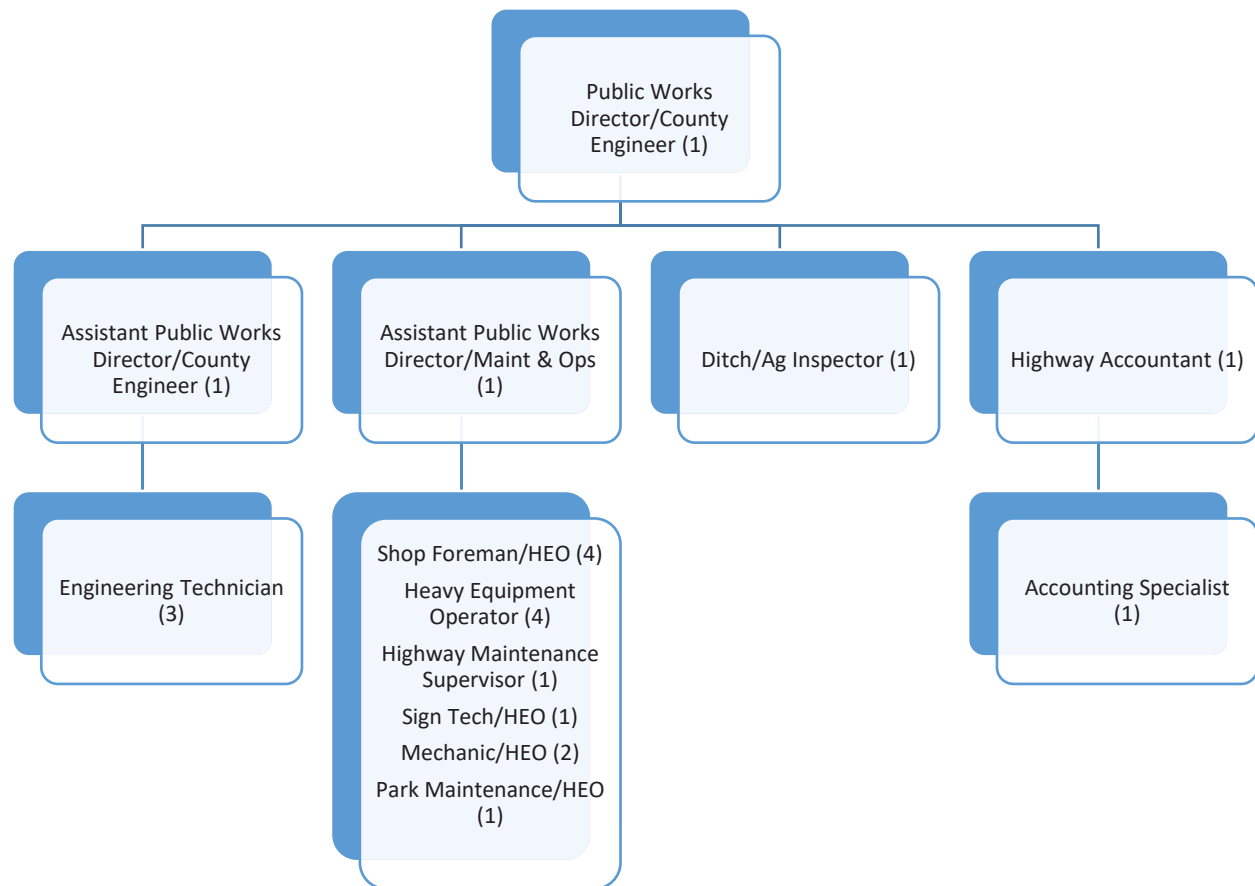 Public Works
Director/County
Engineer (1)
Assistant Public Works
Director/County
Engineer (1)
Assistant Public Works
Director/Maint & Ops
(1)
Ditch/Ag Inspector (1)
Highway Accountant (1)
Engineering Technician
(3)
Shop Foreman/HEO (4)
Heavy Equipment
Operator (4)
Highway Maintenance
Supervisor (1)
Sign Tech/HEO (1)
Mechanic/HEO (2)
Park Maintenance/HEO
(1)
Accounting Specialist
(1)